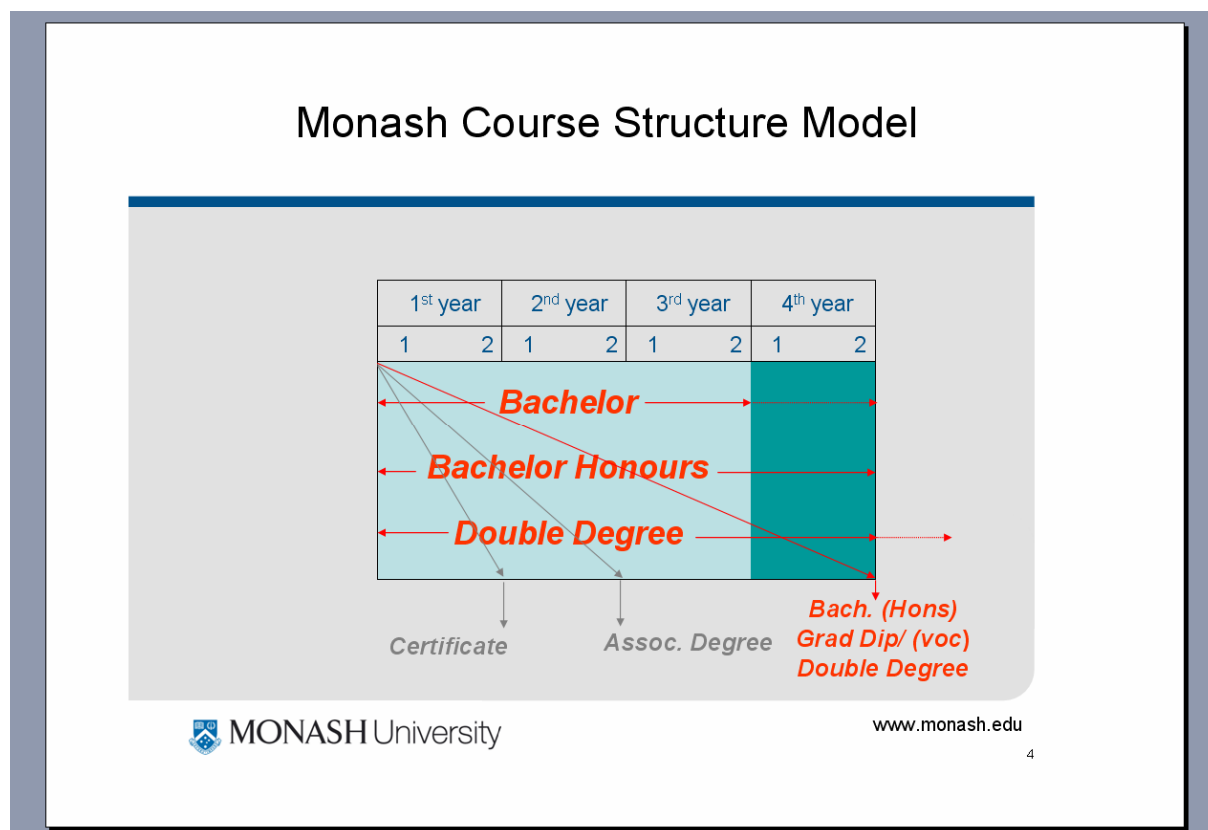 Monash Course Structure Model
1st year 2nd year 3rd year 4th year
1 2 1 2 1 2 1 2
Bachelor
Bachelor Honours
Double Degree
Certificate
Assoc. Degree
Bach. (Hons)
Grad Dip/ (voc)
Double Degree
MONASH University
www.monash.edu
4